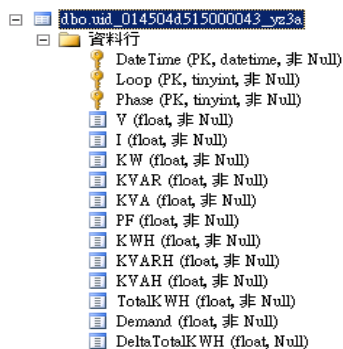 dbo.uid_014504d515000043_yz3a
資料行
DateTime (PK, datetime, 非 Null)
Loop (PK, tinyint, 非 Null)
Phase (PK, tinyint, 非 Null)
V (float, 非 Null)
I (float, 非 Null)
KW (float, 非 Null)
KVAR (float, 非 Null)
KVA (float, 非 Null)
PF (float, 非 Null)
KWH (float, 非 Null)
KVARH (float, 非 Null)
KVAH (float, 非 Null)
TotalKWH (float, 非 Null)
Demand (float, 非 Null)
DeltaTotalKWH (float, Null)